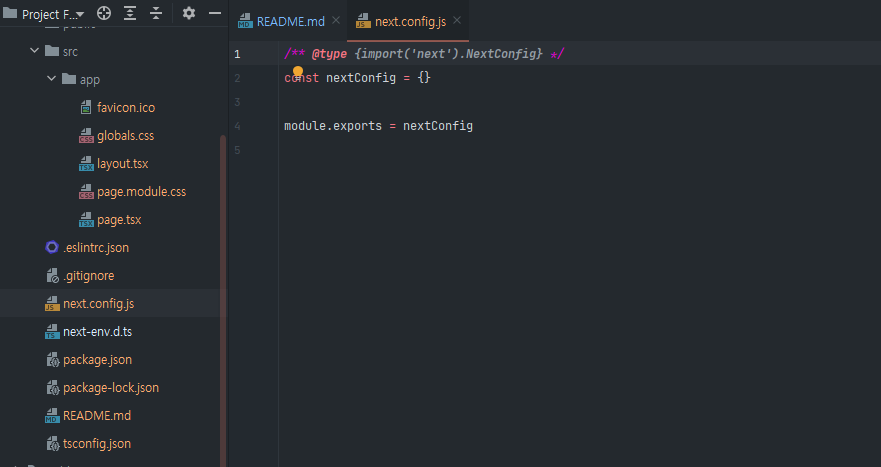 Project F...
public
src
app
favicon.ico
globals.css
layout.tsx
page.module.css
page.tsx
.eslintrc.json
.gitignore
next.config.js
next-env.d.ts
package.json
package-lock.json
README.md
tsconfig.json
README.md
next.config.js
1 /** @type {import('next').NextConfig} */
2 const nextConfig = {}
3
4 module.exports = nextConfig
5